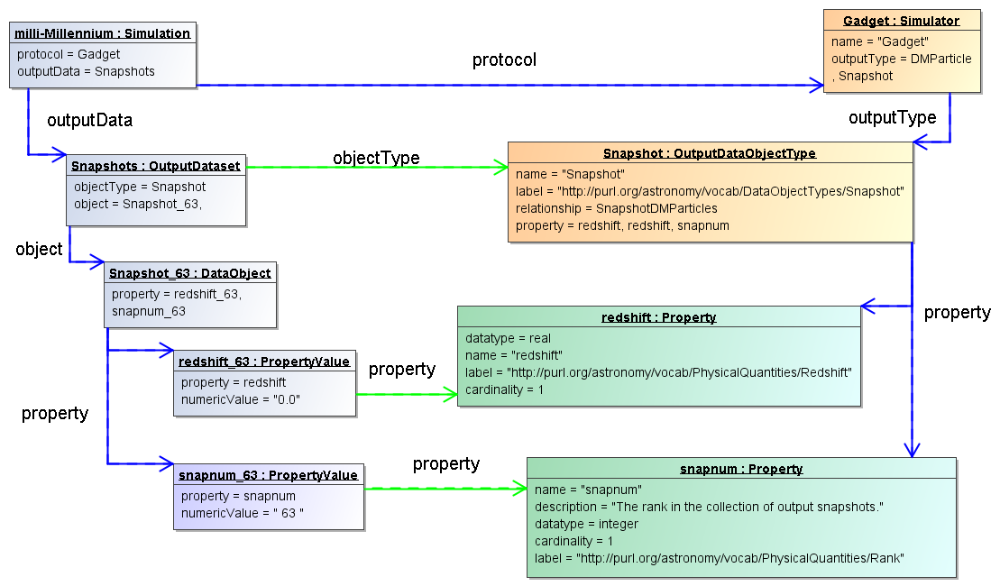 milli-Millennium : Simulation
protocol = Gadget
outputData = Snapshots
protocol
Gadget : Simulator
name = "Gadget"
outputType = DMParticle
, Snapshot
outputData
outputType
Snapshots : OutputDataset
objectType = Snapshot
object = Snapshot_63,
objectType
Snapshot : OutputDataObjectType
name = "Snapshot"
label = "http://purl.org/astronomy/vocab/DataObjectTypes/Snapshot"
relationship = SnapshotDMParticles
property = redshift, redshift, snapnum
object
Snapshot_63 : DataObject
property = redshift_63,
snapnum_63
property
redshift : Property
datatype = real
name = "redshift"
label = "http://purl.org/astronomy/vocab/PhysicalQuantities/Redshift"
cardinality = 1
redshift_63 : PropertyValue
property = redshift
numericValue = "0.0"
property
property
snapnum_63 : PropertyValue
property = snapnum
numericValue = " 63 "
property
snapnum : Property
name = "snapnum"
description = "The rank in the collection of output snapshots."
datatype = integer
cardinality = 1
label = "http://purl.org/astronomy/vocab/PhysicalQuantities/Rank"